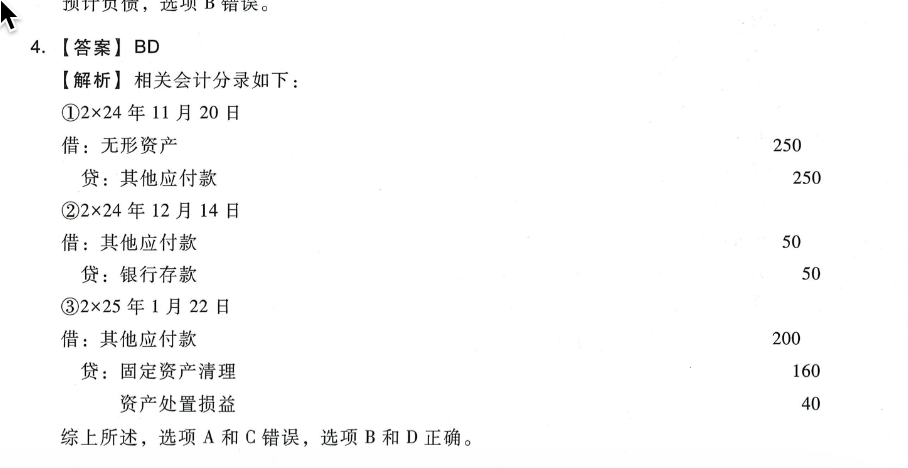 预计负债，选项 B 错误。
4. 【答案】BD
【解析】相关会计分录如下：
①2×24 年 11 月 20 日
借：无形资产 250
贷：其他应付款 250
②2×24 年 12 月 14 日
借：其他应付款 50
贷：银行存款 50
③2×25 年 1 月 22 日
借：其他应付款 200
贷：固定资产清理 160
资产处置损益 40
综上所述，选项 A 和 C 错误，选项 B 和 D 正确。